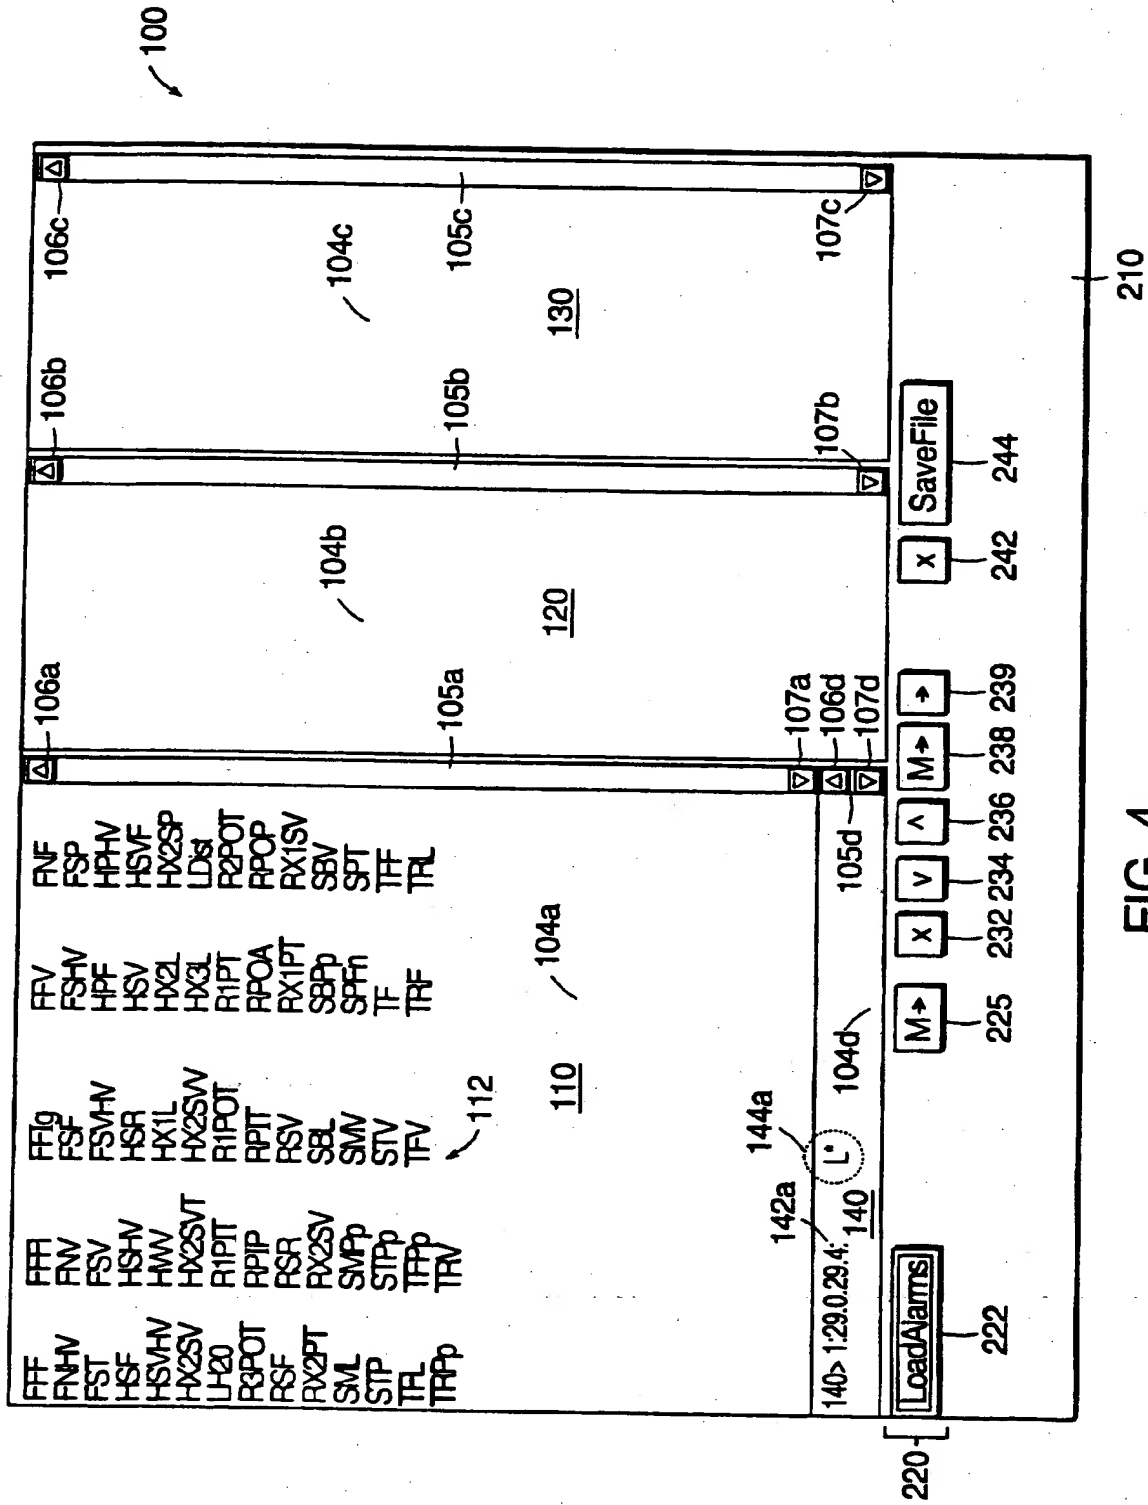 100
106a
106b
106c
FFF FFR FFlg FFV FNF
FNHV FNV FSF FSHV FSP
FST FSV FSVHV HPF HPHV
HSF HSHV HSR HSV HSVF
HSVHV HWV HX1L HX2L HX2SP
HX2SV HX2SVT HX2SVV HX3L LDist
LH20 R1PIT R1POT R1PT R2POT
R3POT RPIP RPIT RPOA RPOP
RSF RSR RSV RX1PT RX1SV
RX2PT RX2SV SBL SBPp SBV
SML SMPp SMV SPFn SPT
STP STPp STV TF TFF
TFL TFPp TFV TRF TRL
TRPp TRV
112
104b
104c
105a
105b
105c
104a
110
120
130
107a
106d
107d
107b
107c
144a
142a
140> 1:29.0.29.4:
L*
140
104d
105d
220
LoadAlarms
M→
X
V
^
M→
→
X
SaveFile
222
225
232
234
236
238
239
242
244
210
FIG. 4